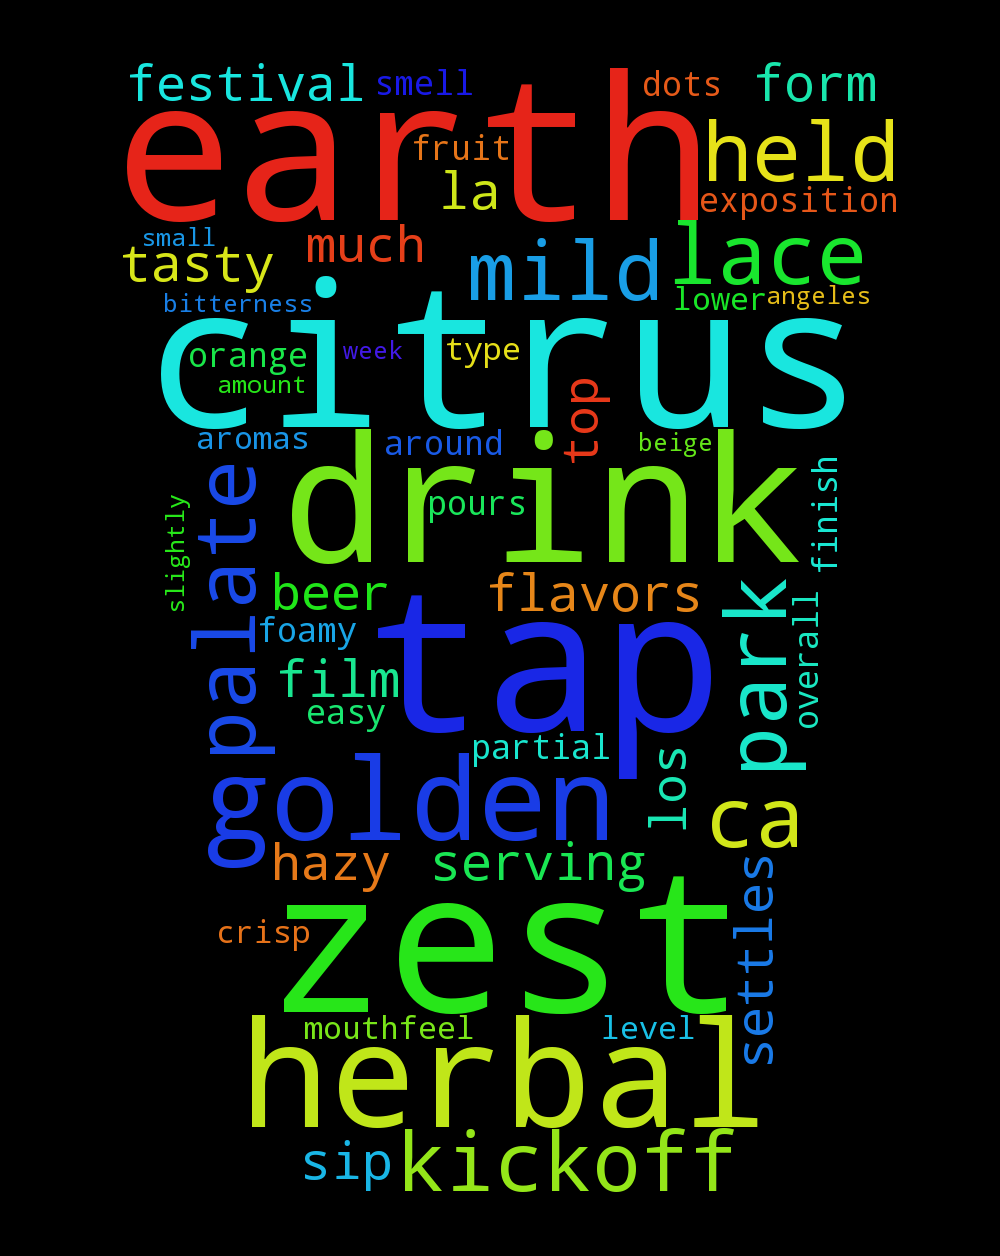 festival
smell
dots
form
earth
fruit
held
la
exposition
small
tasty
much
mild
lace
bitterness
lower
angeles
citrus
orange
week
type
amount
top
aromas
around
beige
drink
palate
pours
finish
slightly
beer
flavors
park
overall
foamy
tap
film
easy
partial
los
golden
ca
hazy
serving
settles
zest
crisp
mouthfeel
level
herbal
sip
kickoff